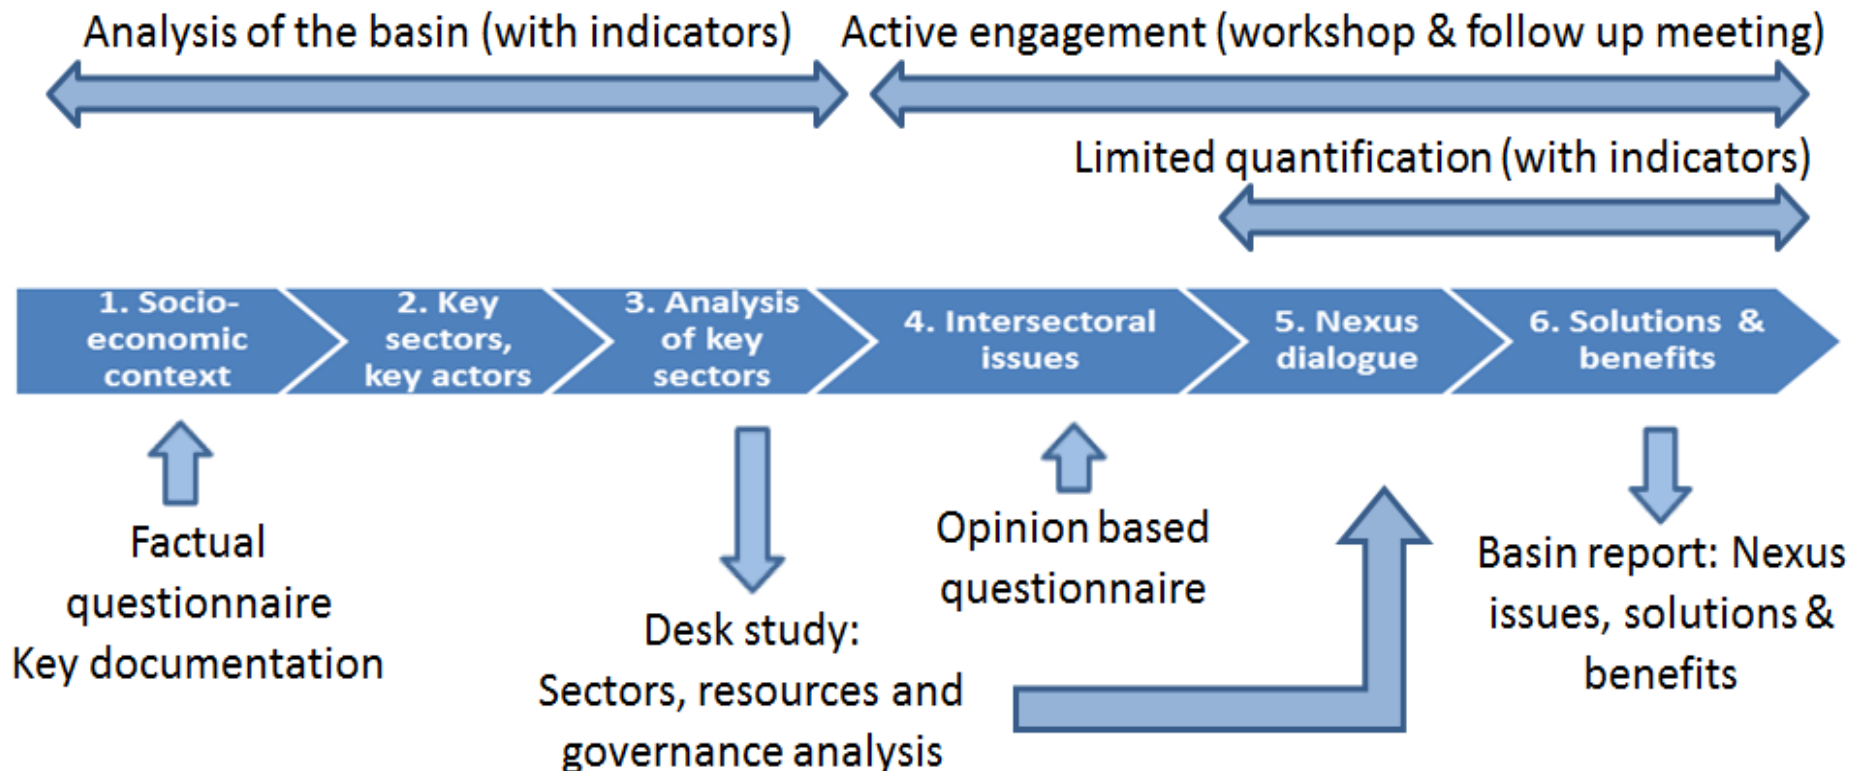 Analysis of the basin (with indicators)
Active engagement (workshop & follow up meeting)
Limited quantification (with indicators)
1. Socio-
economic
context
2. Key
sectors,
key actors
3. Analysis
of key
sectors
4. Intersectoral
issues
5. Nexus
dialogue
6. Solutions &
benefits
Factual
questionnaire
Key documentation
Desk study:
Sectors, resources and
governance analysis
Opinion based
questionnaire
Basin report: Nexus
issues, solutions &
benefits